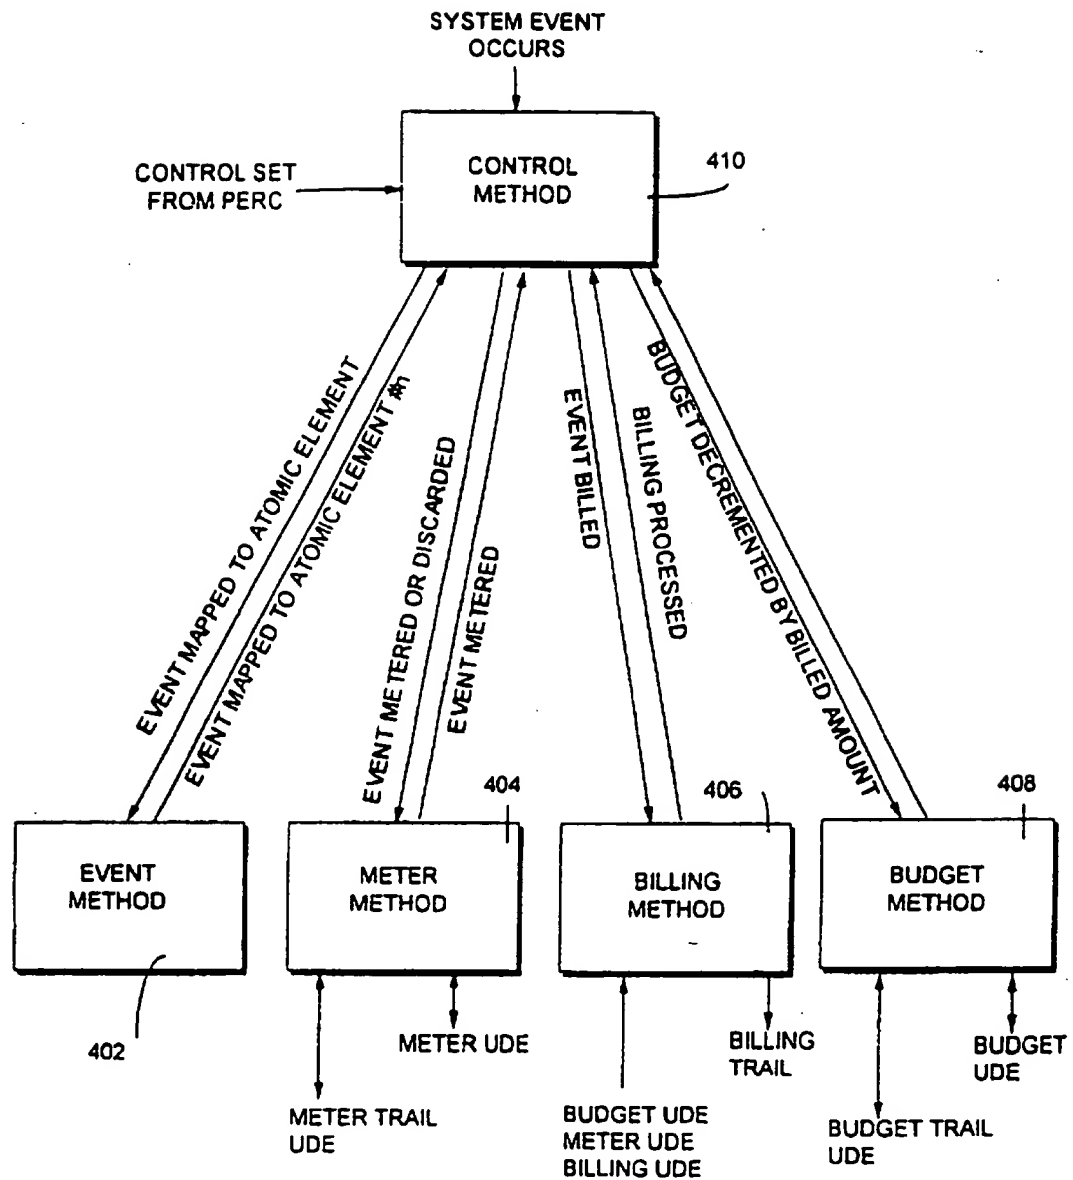 SYSTEM EVENT
OCCURS
CONTROL
METHOD
410
CONTROL SET
FROM PERC
EVENT MAPPED TO ATOMIC ELEMENT
EVENT MAPPED TO ATOMIC ELEMENT #n
EVENT METERED OR DISCARDED
EVENT METERED
EVENT BILLED
BILLING PROCESSED
BUDGET DECREMENTED BY BILLED AMOUNT
404
406
408
EVENT
METHOD
METER
METHOD
BILLING
METHOD
BUDGET
METHOD
402
METER UDE
METER TRAIL
UDE
BILLING
TRAIL
BUDGET UDE
METER UDE
BILLING UDE
BUDGET
UDE
BUDGET TRAIL
UDE